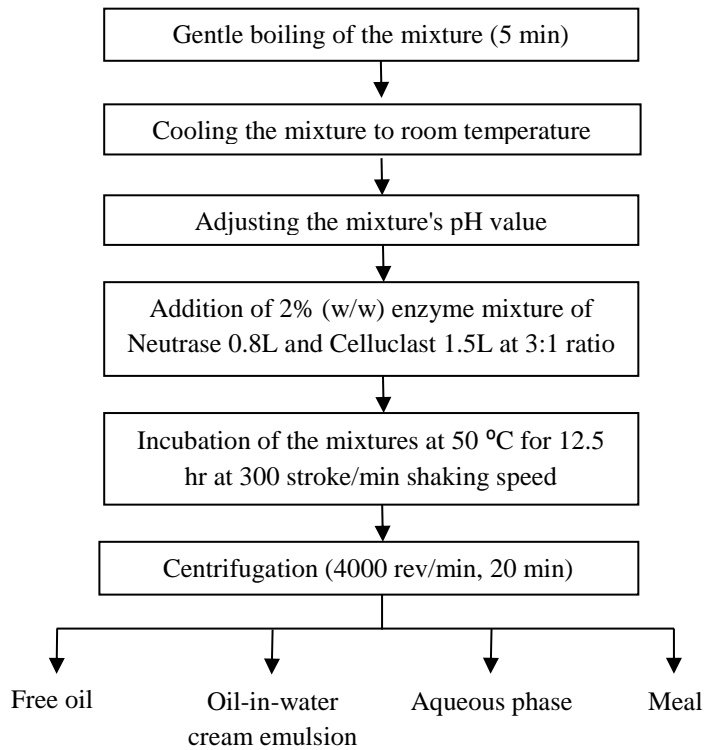 Gentle boiling of the mixture (5 min)
Cooling the mixture to room temperature
Adjusting the mixture's pH value
Addition of 2% (w/w) enzyme mixture of
Neutrase 0.8L and Celluclast 1.5L at 3:1 ratio
Incubation of the mixtures at 50 ⁰C for 12.5
hr at 300 stroke/min shaking speed
Centrifugation (4000 rev/min, 20 min)
Free oil
Oil-in-water
cream emulsion
Aqueous phase
Meal